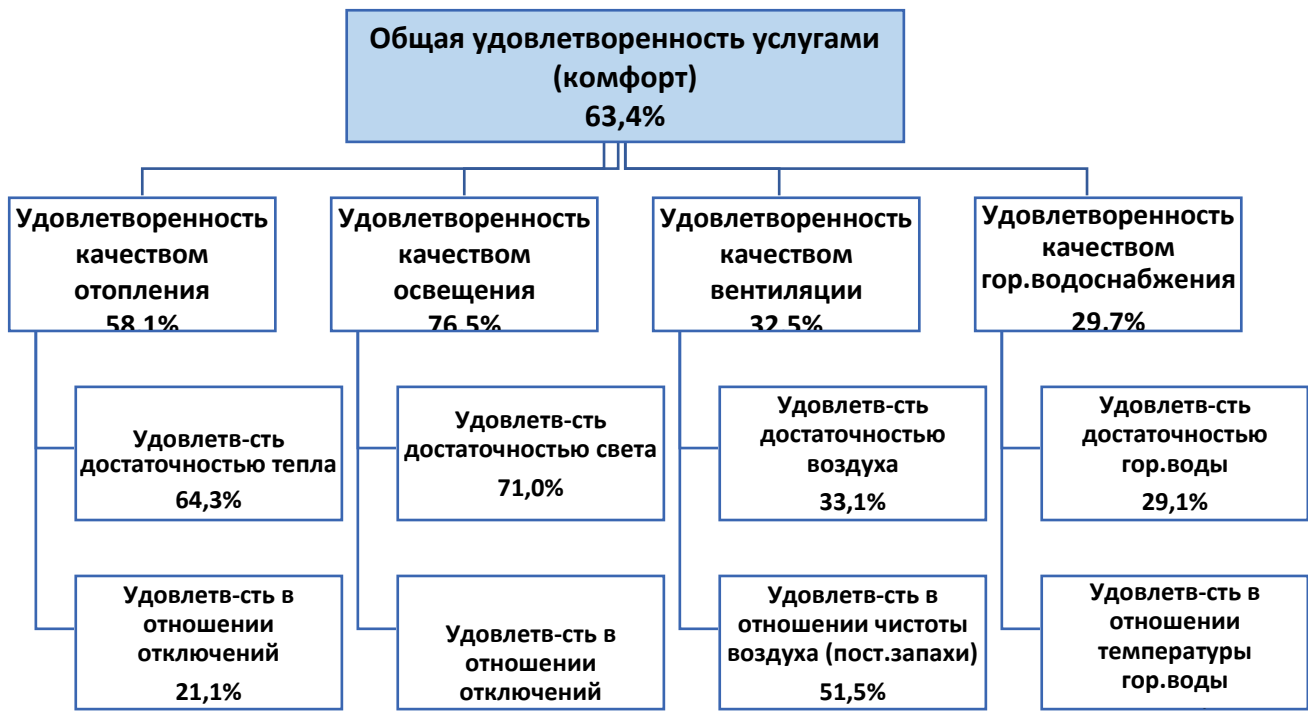 Общая удовлетворенность услугами
(комфорт)
63,4%
Удовлетворенность
качеством
отопления
58,1%
Удовлетворенность
качеством
освещения
76,5%
Удовлетворенность
качеством
вентиляции
32,5%
Удовлетворенность
качеством
гор.водоснабжения
29,7%
Удовлетв-сть
достаточностью тепла
64,3%
Удовлетв-сть
достаточностью света
71,0%
Удовлетв-сть
достаточностью
воздуха
33,1%
Удовлетв-сть
достаточностью
гор.воды
29,1%
Удовлетв-сть в
отношении
отключений
21,1%
Удовлетв-сть в
отношении
отключений
Удовлетв-сть в
отношении чистоты
воздуха (пост.запахи)
51,5%
Удовлетв-сть в
отношении
температуры
гор.воды